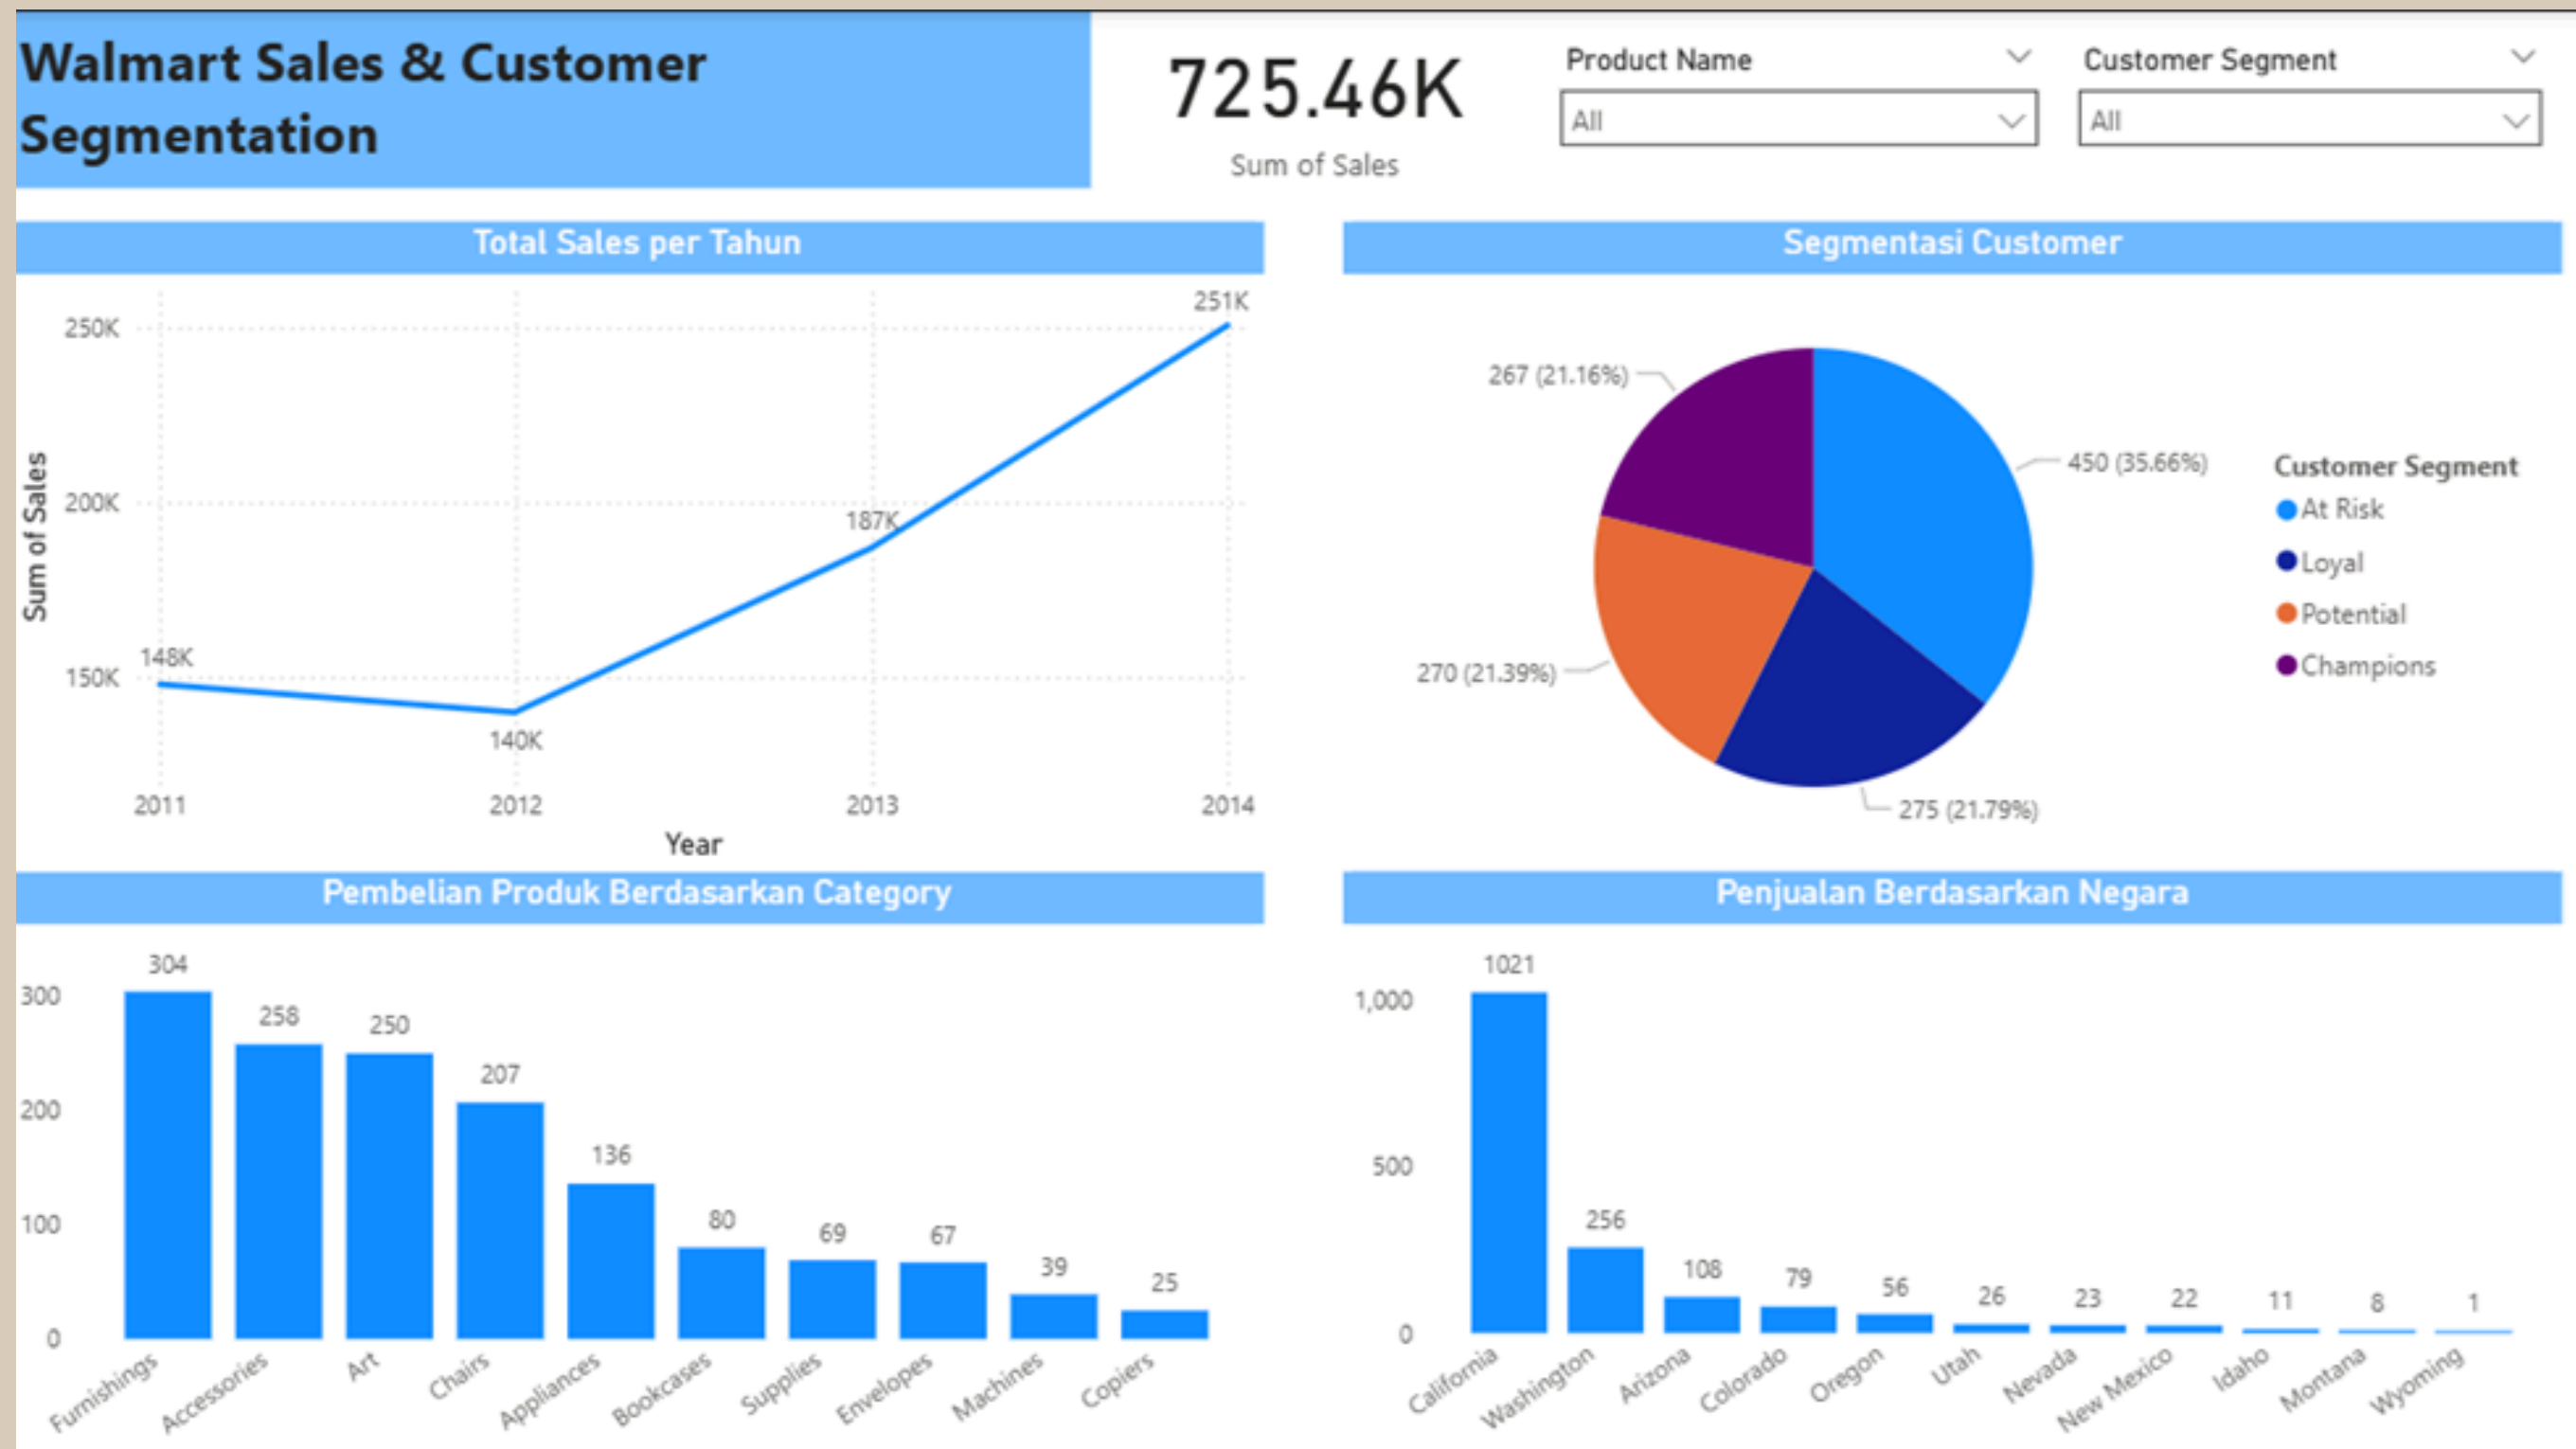 Walmart Sales & Customer
Segmentation
725.46K
Sum of Sales
Product Name
All
Customer Segment
All
Total Sales per Tahun
Sum of Sales
250K
200K
150K
148K
140K
187K
251K
2011
2012
2013
2014
Year
Segmentasi Customer
267 (21.16%)
450 (35.66%)
270 (21.39%)
275 (21.79%)
Customer Segment
At Risk
Loyal
Potential
Champions
Pembelian Produk Berdasarkan Category
300
200
100
0
304
258
250
207
136
80
69
67
39
25
Furnishings
Accessories
Art
Chairs
Appliances
Bookcases
Supplies
Envelopes
Machines
Copiers
Penjualan Berdasarkan Negara
1,000
500
0
1021
256
108
79
56
26
23
22
11
8
1
California
Washington
Arizona
Colorado
Oregon
Utah
Nevada
New Mexico
Idaho
Montana
Wyoming